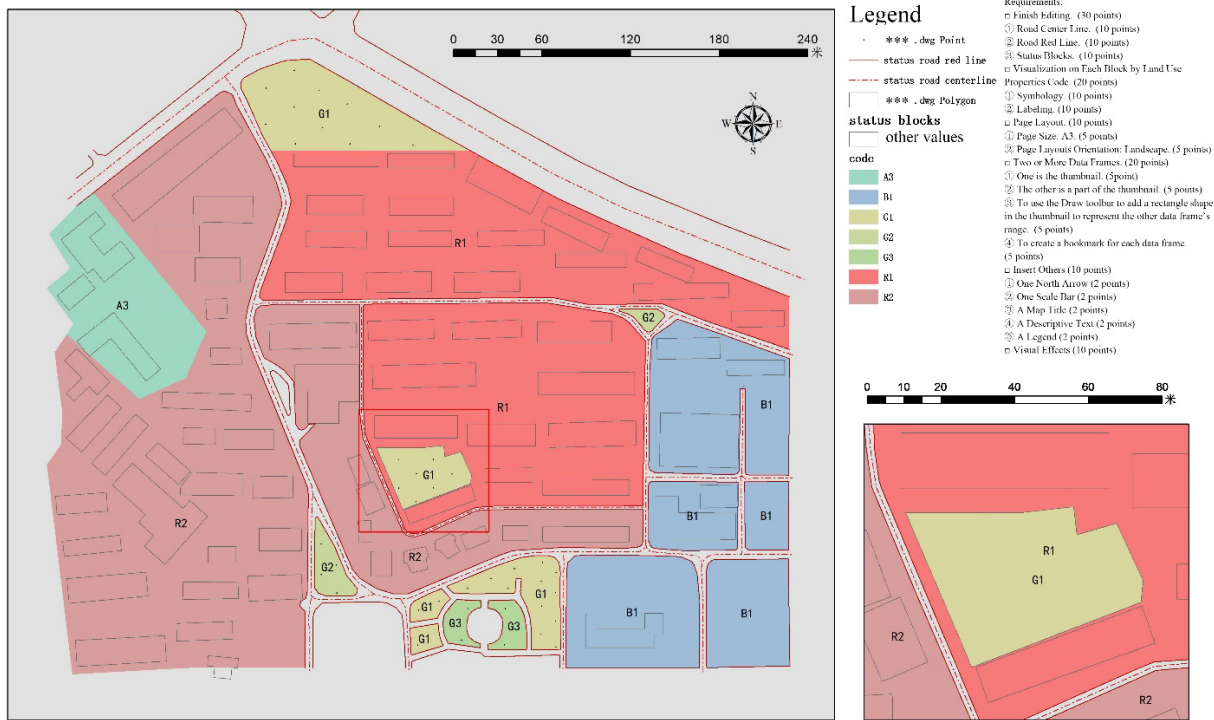 0 30 60 120 180 240
米
N
W E
S
G1
R1
A3
G2
R1
B1
G1
B1
B1
R2
R2
G2
G1
G1
G3
G3
G1
B1
B1
Legend
*** .dwg Point
status road red line
status road centerline
*** .dwg Polygon
status blocks
other values
code
A3
B1
G1
G2
G3
R1
R2
Requirements:
□ Finish Editing. (30 points)
① Road Center Line. (10 points)
② Road Red Line. (10 points)
③ Status Blocks. (10 points)
□ Visualization on Each Block by Land Use
Properties Code. (20 points)
① Symbology. (10 points)
② Labeling. (10 points)
□ Page Layout. (10 points)
① Page Size: A3. (5 points)
② Page Layouts Orientation: Landscape. (5 points)
□ Two or More Data Frames. (20 points)
① One is the thumbnail. (5point)
② The other is a part of the thumbnail. (5 points)
③ To use the Draw toolbar to add a rectangle shape
in the thumbnail to represent the other data frame's
range. (5 points)
④ To create a bookmark for each data frame.
(5 points)
□ Insert Others (10 points)
① One North Arrow (2 points)
② One Scale Bar (2 points)
③ A Map Title (2 points)
④ A Descriptive Text (2 points)
⑤ A Legend (2 points)
□ Visual Effects (10 points)
0 10 20 40 60 80
米
R1
G1
R2
R2